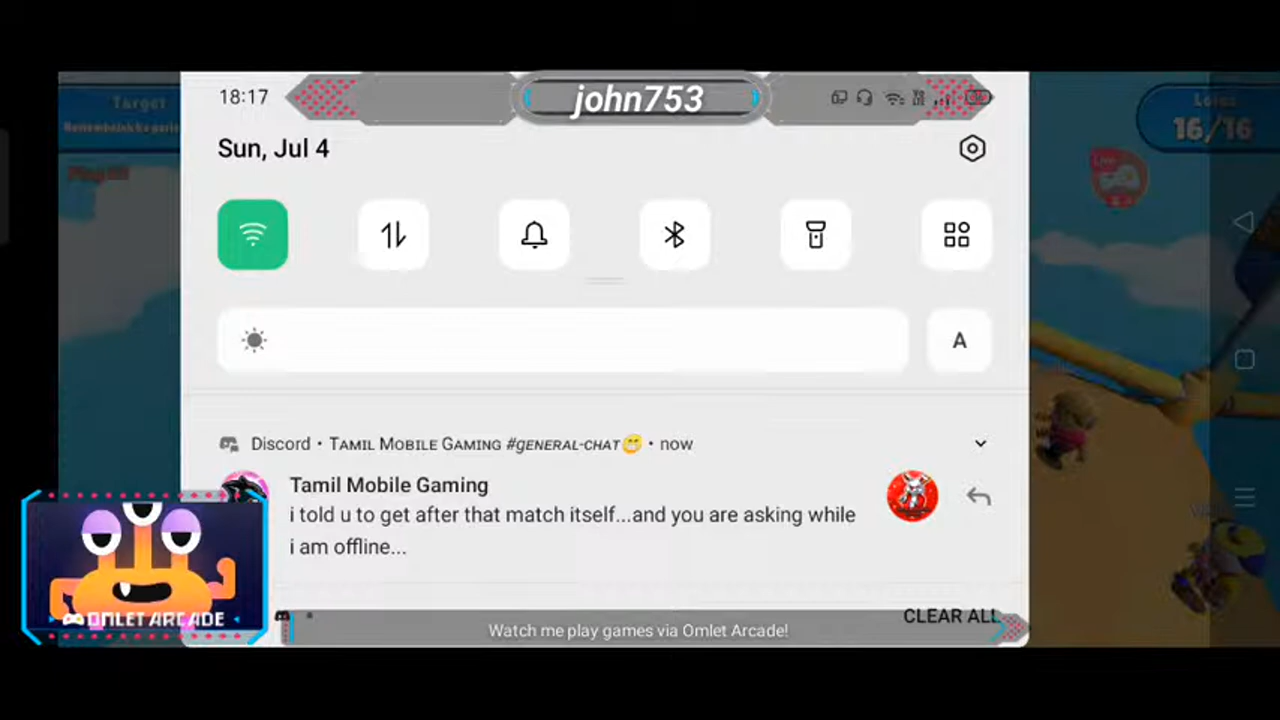 18:17
john753
Target
16/16
Live
Sun, Jul 4
A
Discord • TAMIL MOBILE GAMING #GENERAL-CHAT😁 • now
Tamil Mobile Gaming
i told u to get after that match itself...and you are asking while
i am offline...
OMLET ARCADE
CLEAR ALL
Watch me play games via Omlet Arcade!